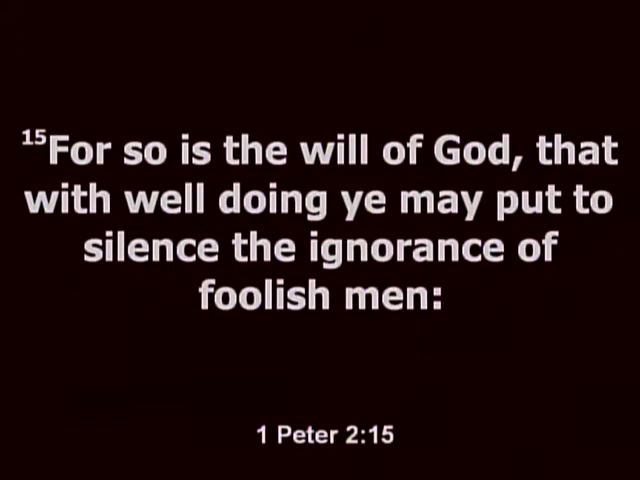 15For so is the will of God, that
with well doing ye may put to
silence the ignorance of
foolish men:
1 Peter 2:15